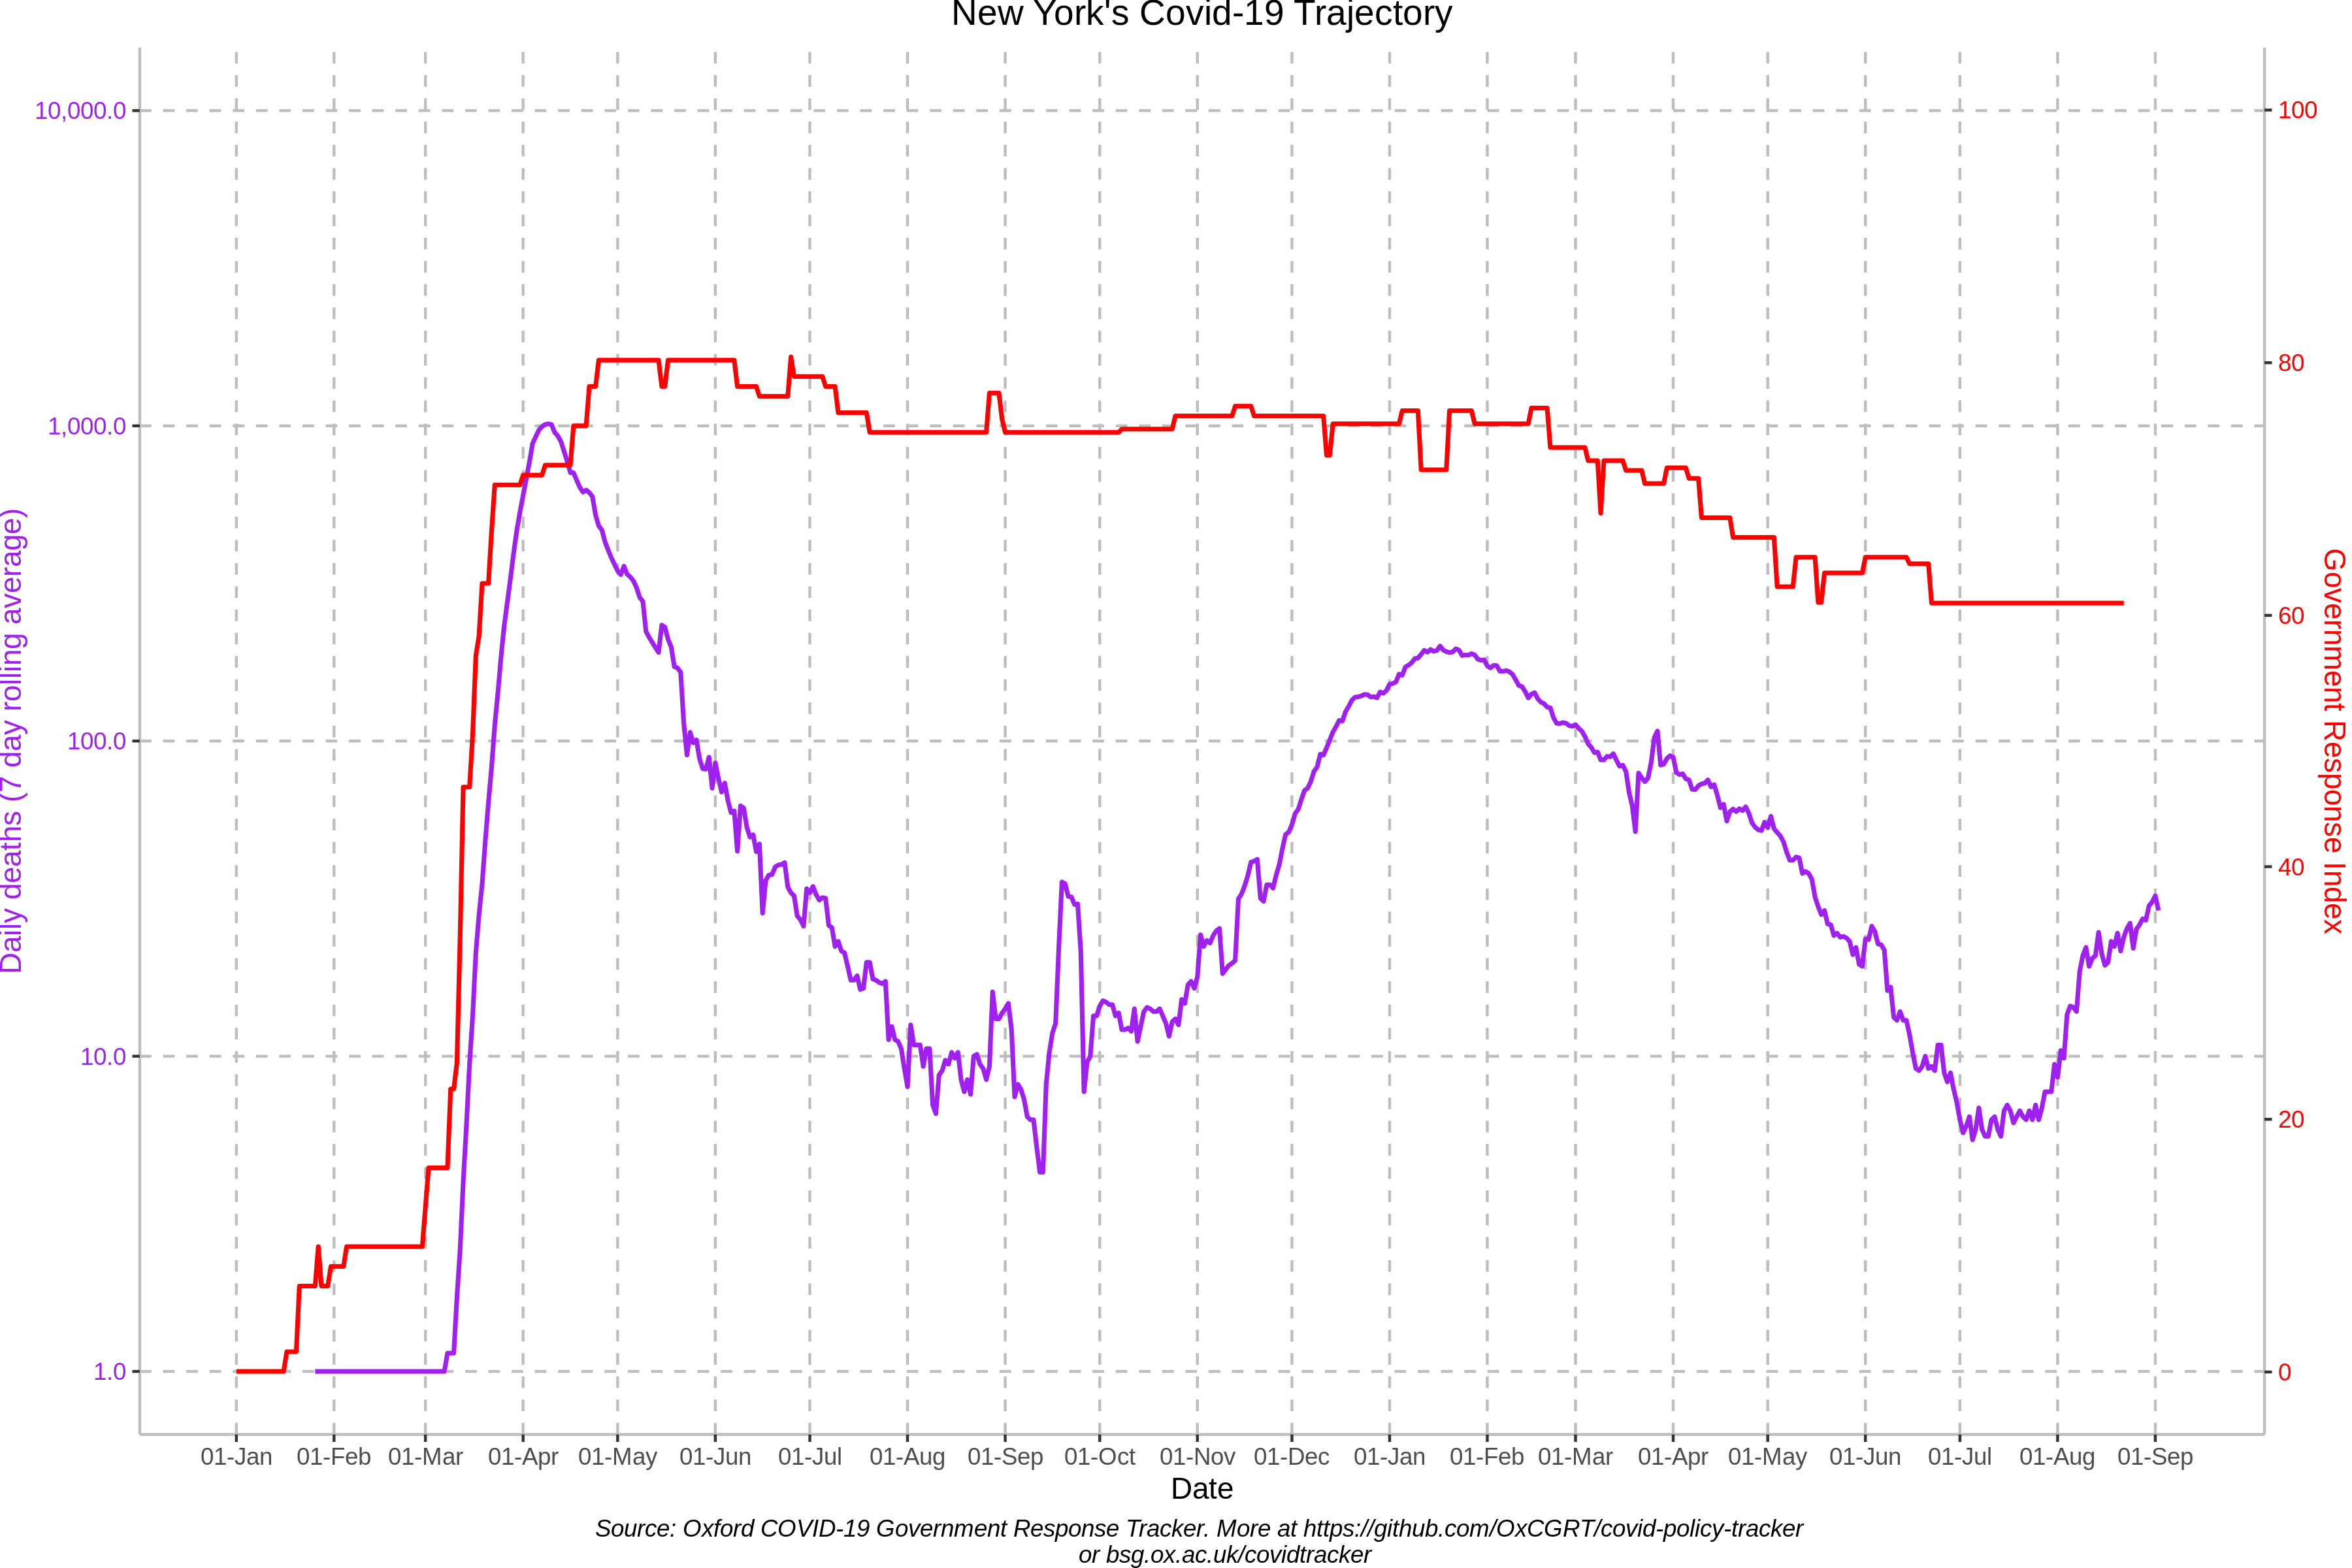 New York's Covid-19 Trajectory
10,000.0
1,000.0
100.0
10.0
1.0
Daily deaths (7 day rolling average)
100
80
60
40
20
0
Government Response Index
01-Jan 01-Feb 01-Mar 01-Apr 01-May 01-Jun 01-Jul 01-Aug 01-Sep 01-Oct 01-Nov 01-Dec 01-Jan 01-Feb 01-Mar 01-Apr 01-May 01-Jun 01-Jul 01-Aug 01-Sep
Date
Source: Oxford COVID-19 Government Response Tracker. More at https://github.com/OxCGRT/covid-policy-tracker
or bsg.ox.ac.uk/covidtracker